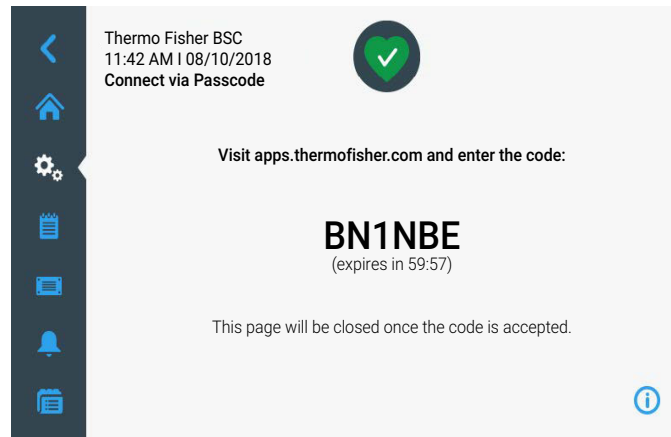 Thermo Fisher BSC
11:42 AM I 08/10/2018
Connect via Passcode
Visit apps.thermofisher.com and enter the code:
BN1NBE
(expires in 59:57)
This page will be closed once the code is accepted.